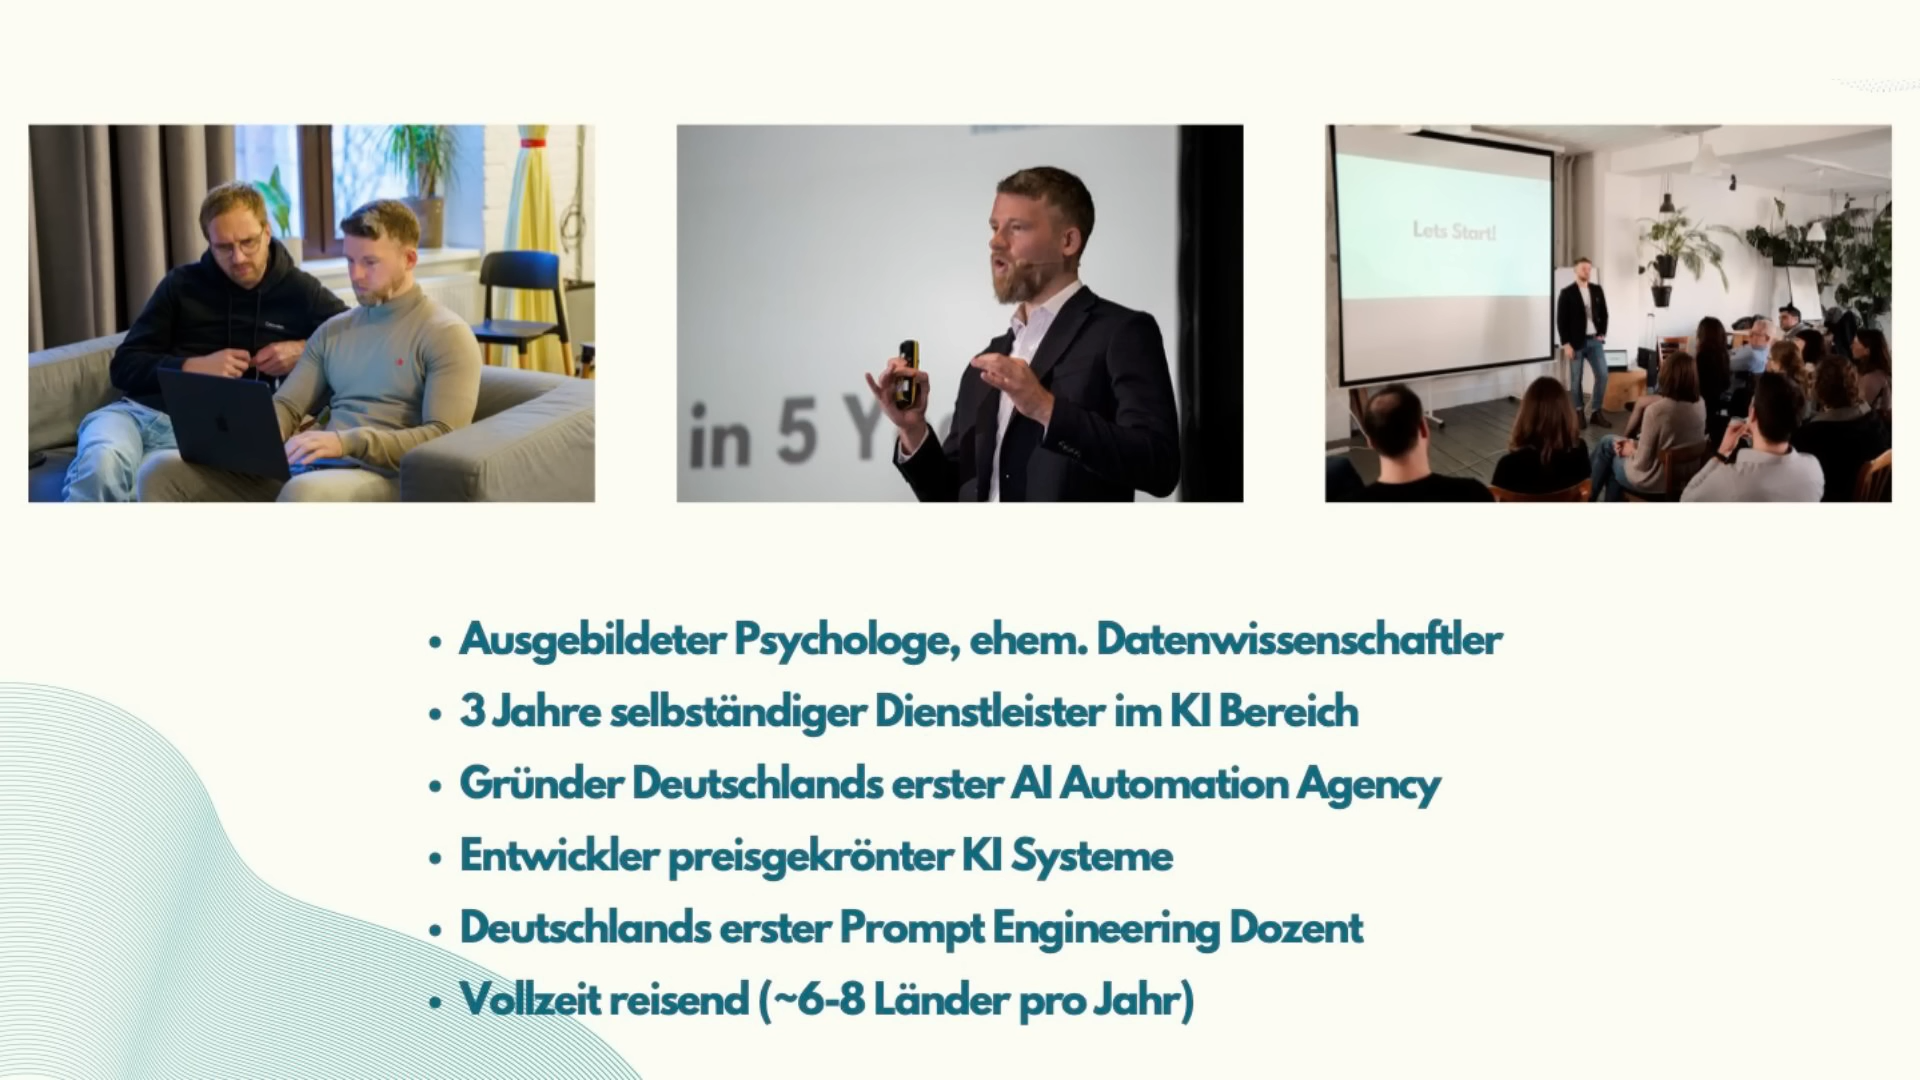 Lets Start!
in 5 Y
• Ausgebildeter Psychologe, ehem. Datenwissenschaftler
• 3 Jahre selbständiger Dienstleister im KI Bereich
• Gründer Deutschlands erster AI Automation Agency
• Entwickler preisgekrönter KI Systeme
• Deutschlands erster Prompt Engineering Dozent
• Vollzeit reisend (~6-8 Länder pro Jahr)